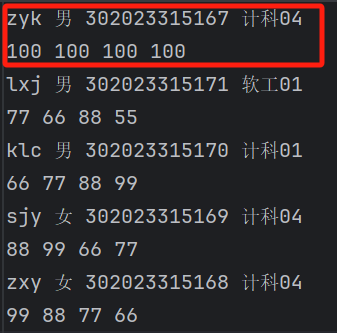 zyk 男 302023315167 计科04
100 100 100 100
lxj 男 302023315171 软工01
77 66 88 55
klc 男 302023315170 计科01
66 77 88 99
sjy 女 302023315169 计科04
88 99 66 77
zxy 女 302023315168 计科04
99 88 77 66